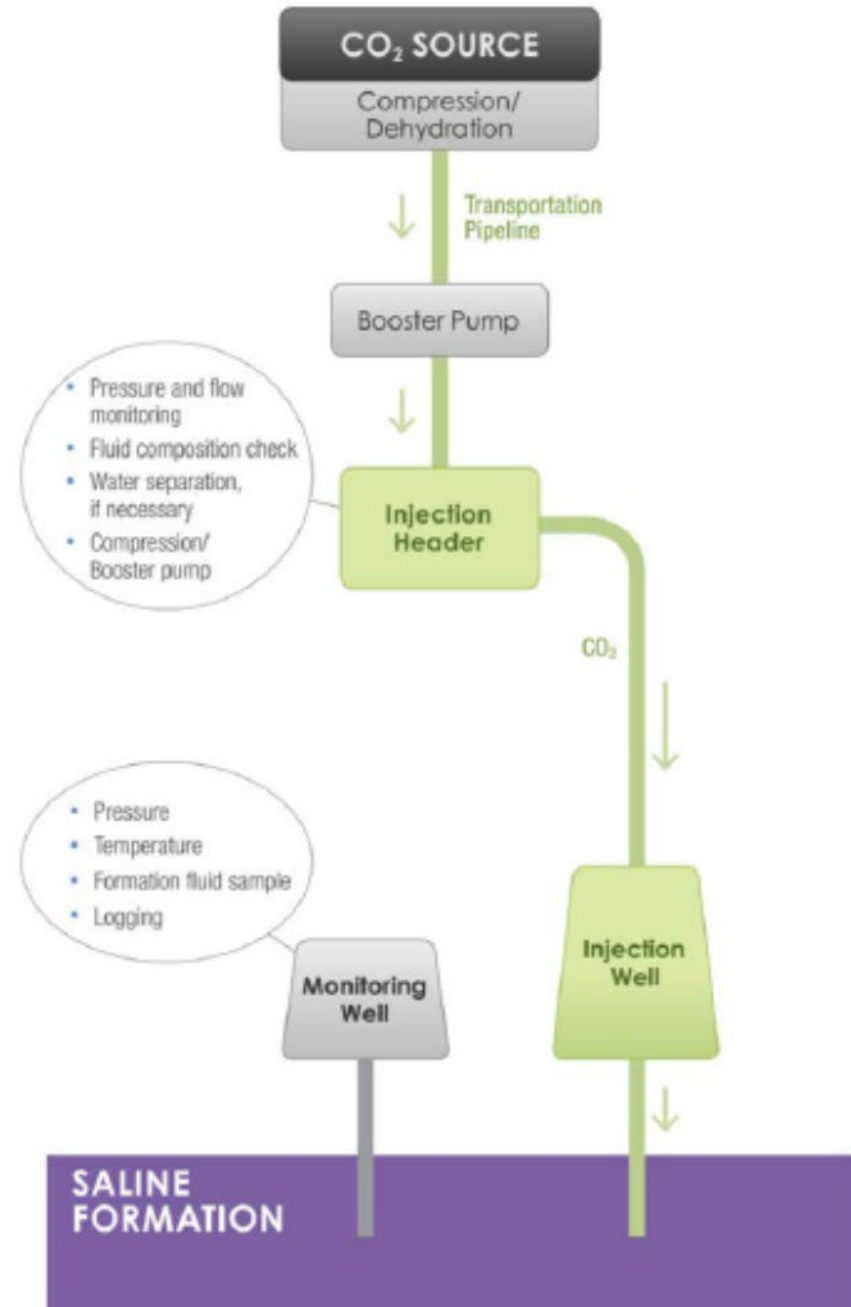 CO₂ SOURCE
Compression/
Dehydration
Transportation
Pipeline
Booster Pump
• Pressure and flow
monitoring
• Fluid composition check
• Water separation,
if necessary
• Compression/
Booster pump
Injection
Header
CO₂
• Pressure
• Temperature
• Formation fluid sample
• Logging
Monitoring
Well
Injection
Well
SALINE
FORMATION